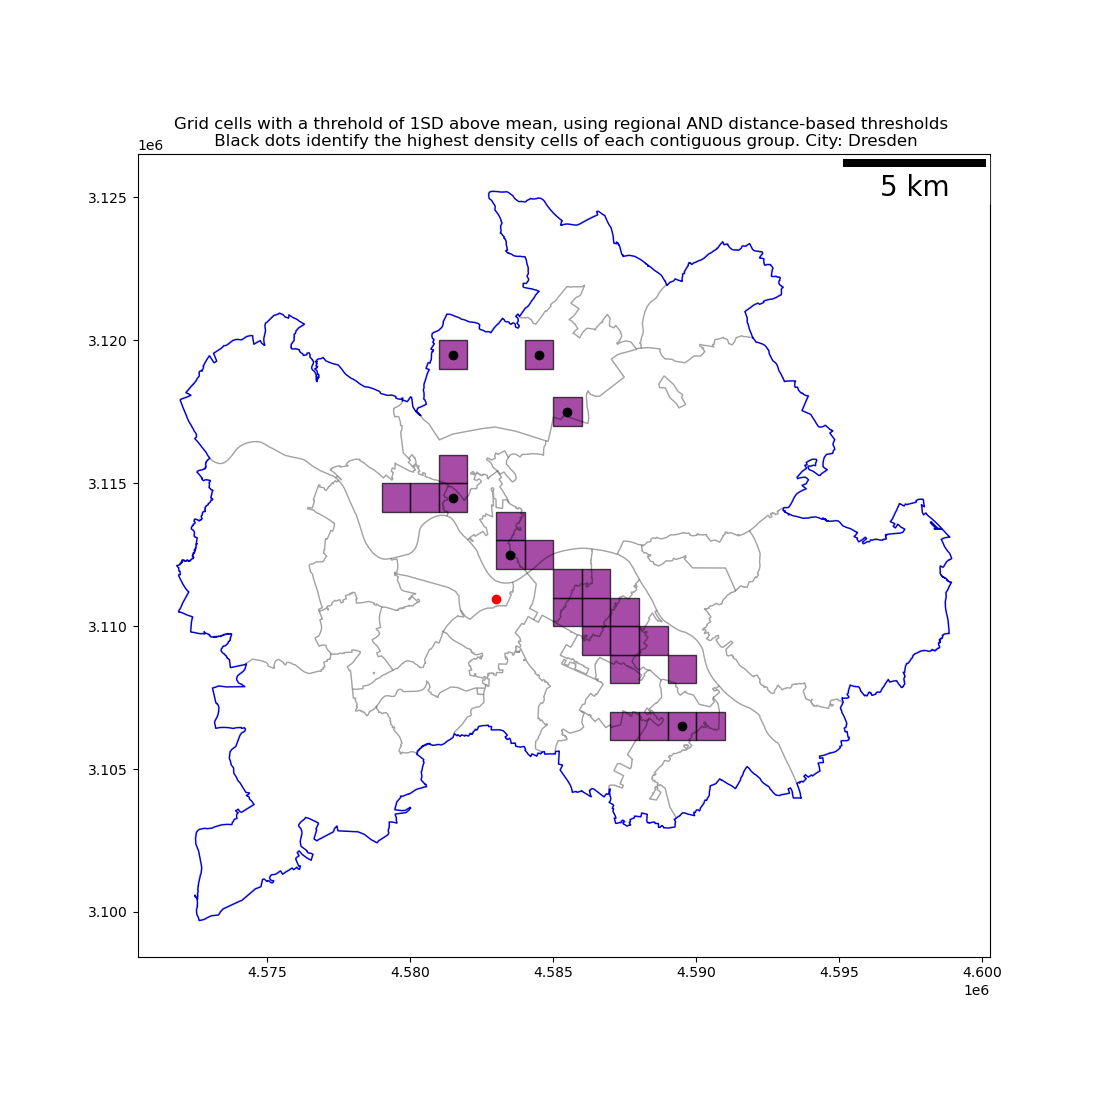 Grid cells with a threhold of 1SD above mean, using regional AND distance-based thresholds
Black dots identify the highest density cells of each contiguous group. City: Dresden
1e6
5 km
3.125
3.120
3.115
3.110
3.105
3.100
4.575 4.580 4.585 4.590 4.595 4.600
1e6